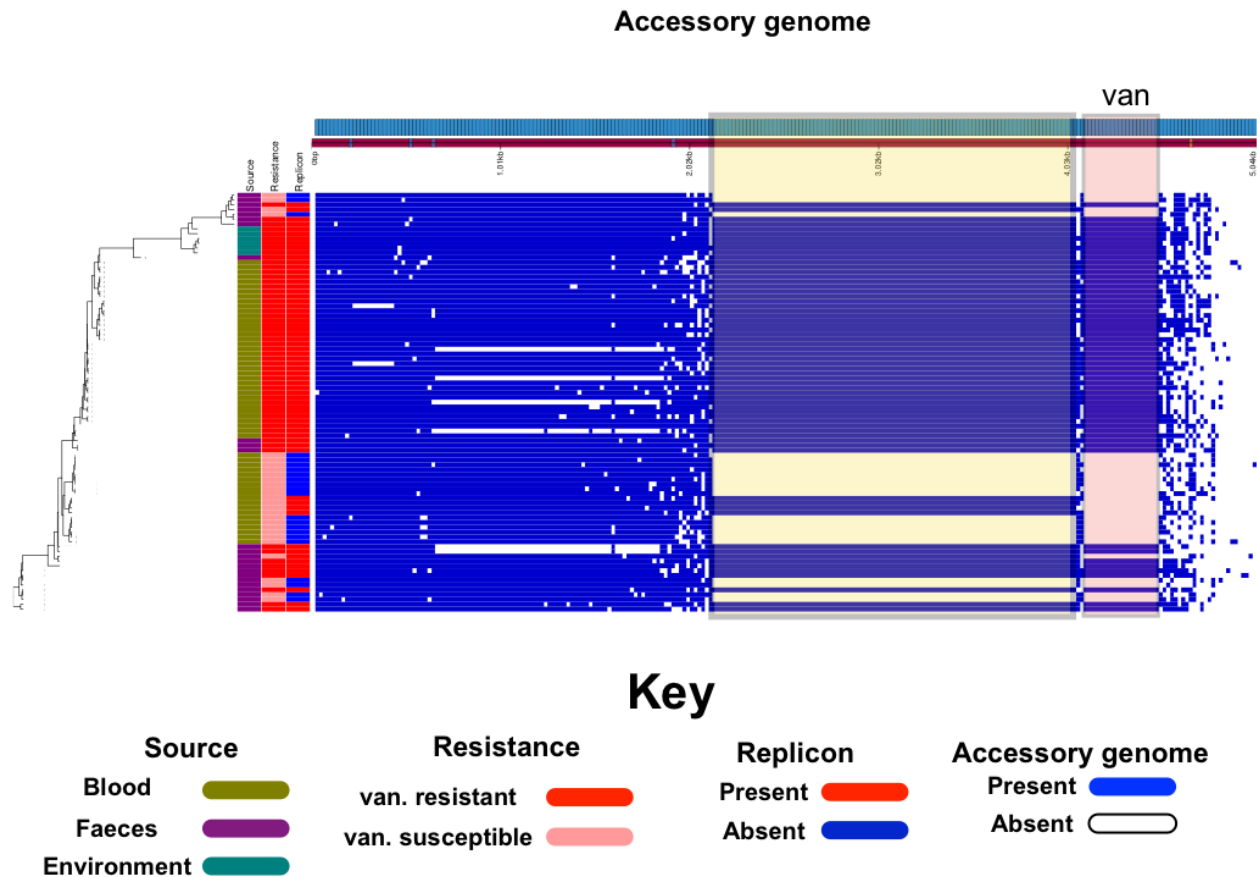 Accessory genome
van
Source
Resistance
Replicon
0bp
1.01kb
2.02kb
3.02kb
4.03kb
5.04kb
Key
Source
Blood
Faeces
Environment
Resistance
van. resistant
van. susceptible
Replicon
Present
Absent
Accessory genome
Present
Absent